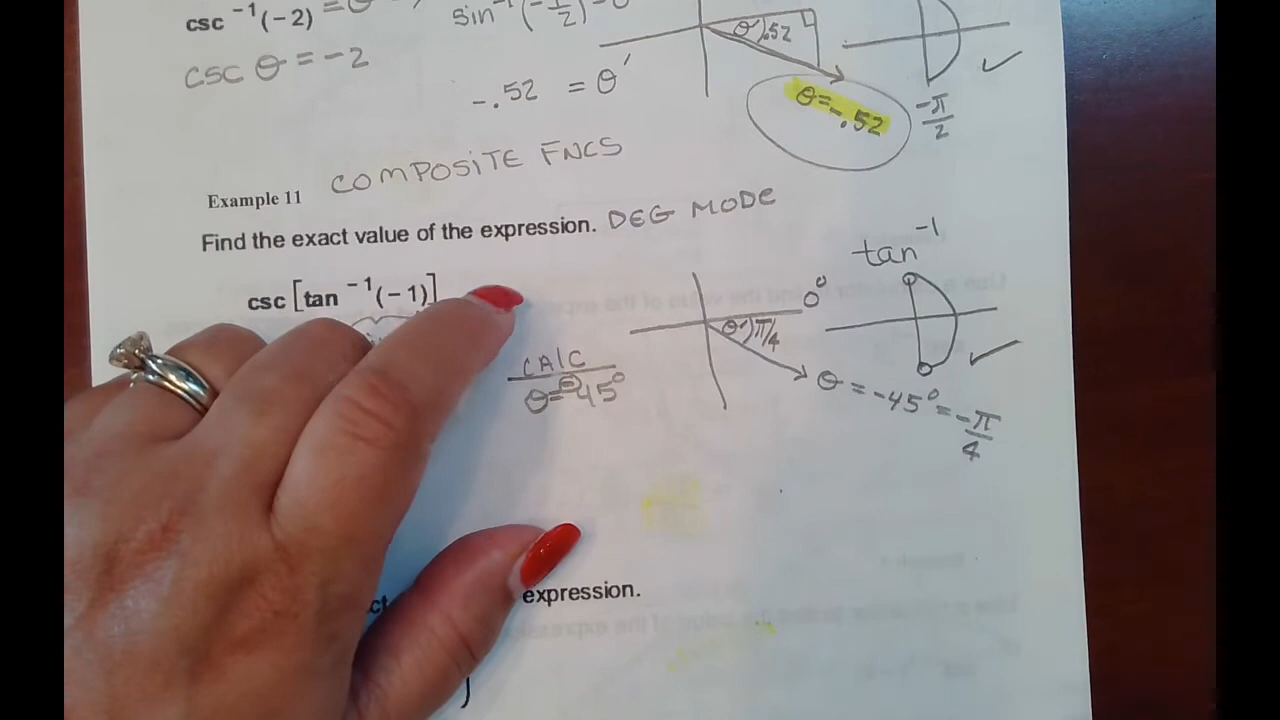 csc ⁻¹(-2) = θ
sin⁻¹(-1/2) = θ
csc θ = -2
-.52 = θ'
θ' .52
θ = -.52
-π/2
COMPOSITE FNCS
Example 11
Find the exact value of the expression. DEG MODE
csc [tan ⁻¹(-1)]
tan⁻¹
0°
θ' π/4
CALC
θ = -45°
θ = -45° = -π/4
expression.